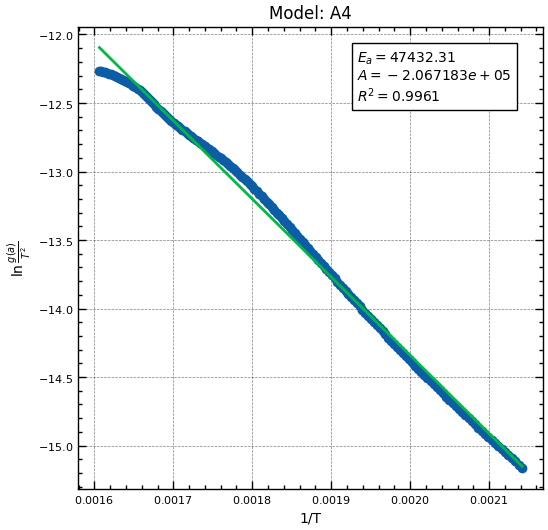 Model: A4
E_a = 47432.31
A = −2.067183e + 05
R² = 0.9961
−12.0
−12.5
−13.0
−13.5
−14.0
−14.5
−15.0
ln g(a)/T²
0.0016 0.0017 0.0018 0.0019 0.0020 0.0021
1/T